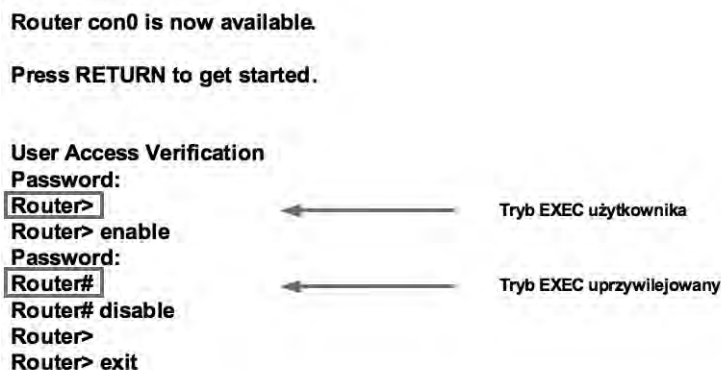 Router con0 is now available.
Press RETURN to get started.
User Access Verification
Password:
Router>
Tryb EXEC użytkownika
Router> enable
Password:
Router#
Tryb EXEC uprzywilejowany
Router# disable
Router>
Router> exit